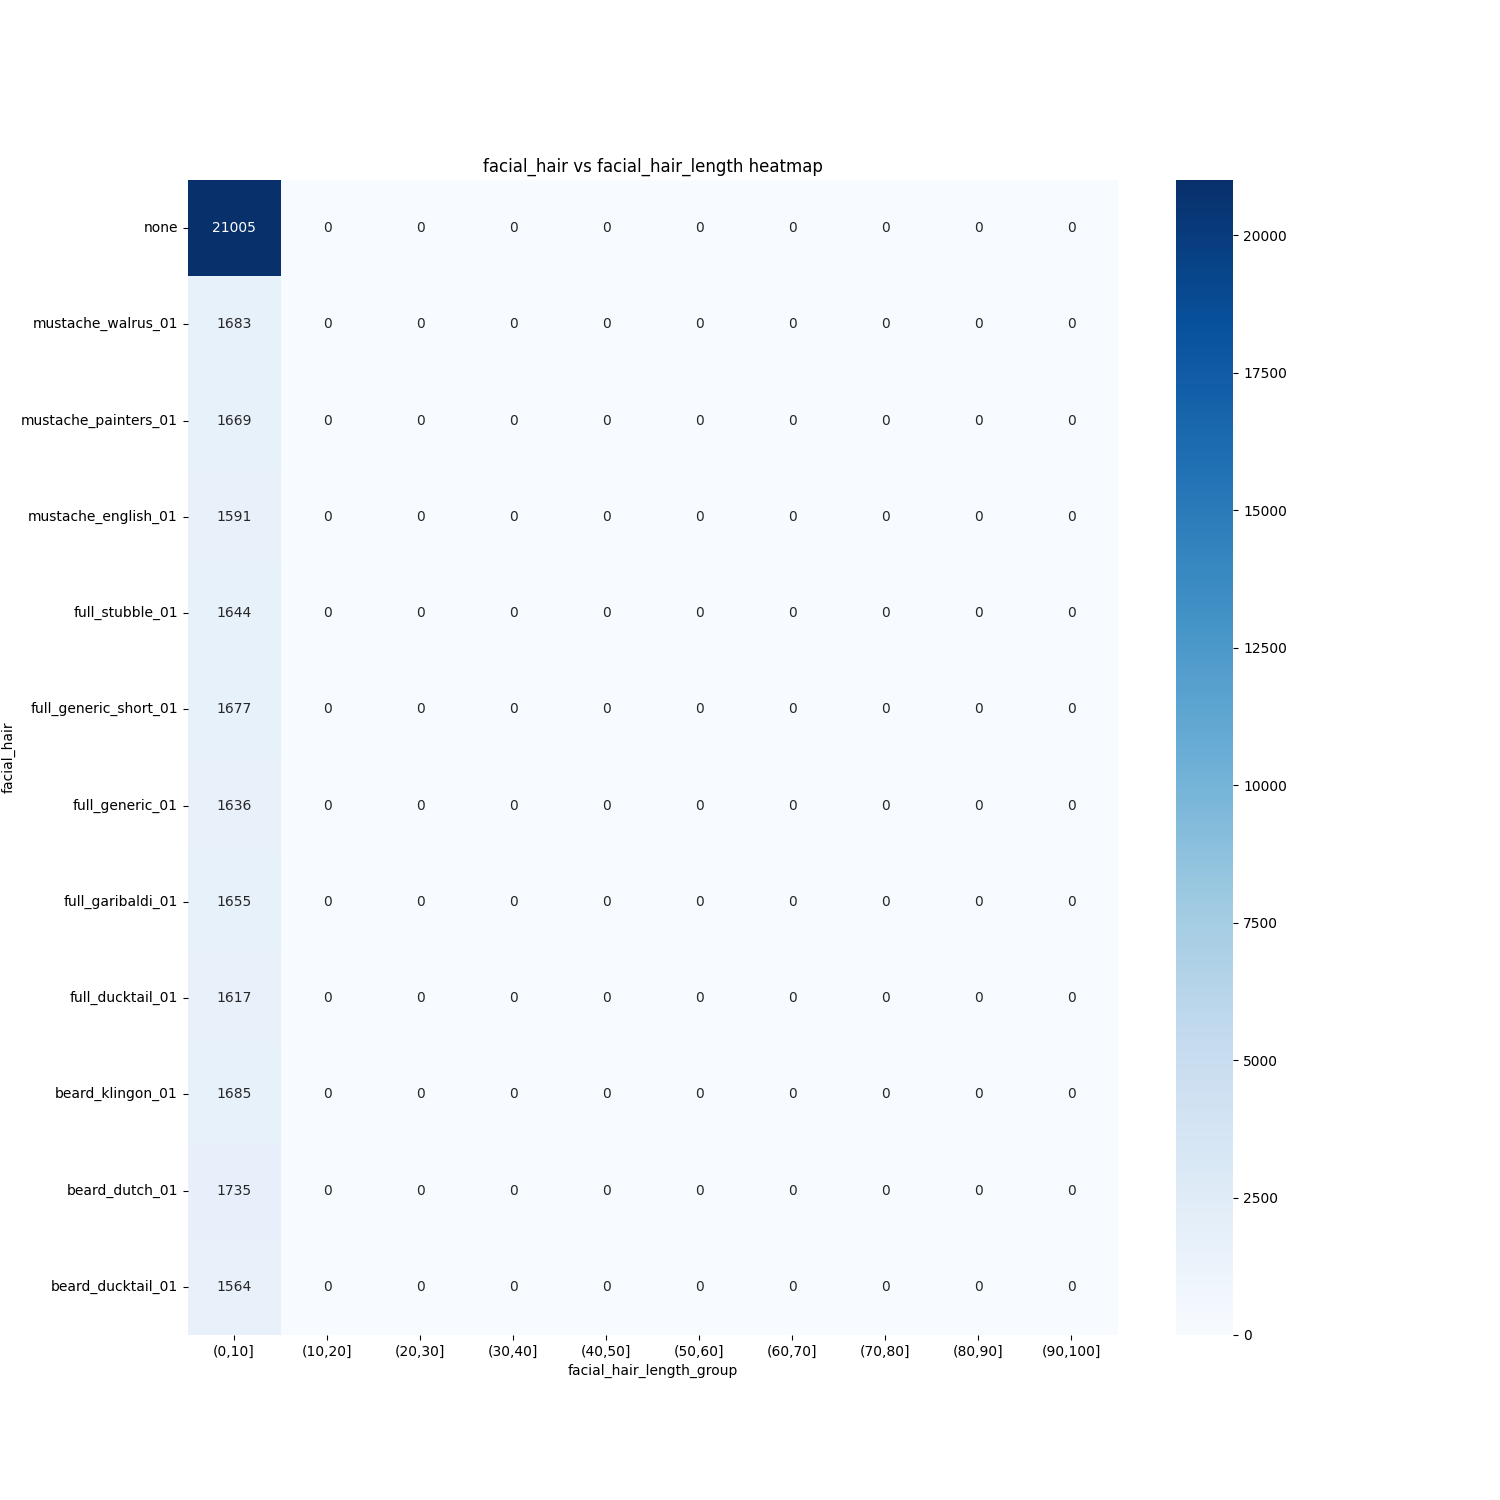 facial_hair vs facial_hair_length heatmap
none 21005 0 0 0 0 0 0 0 0 0
mustache_walrus_01 1683 0 0 0 0 0 0 0 0 0
mustache_painters_01 1669 0 0 0 0 0 0 0 0 0
mustache_english_01 1591 0 0 0 0 0 0 0 0 0
full_stubble_01 1644 0 0 0 0 0 0 0 0 0
full_generic_short_01 1677 0 0 0 0 0 0 0 0 0
facial_hair
full_generic_01 1636 0 0 0 0 0 0 0 0 0
full_garibaldi_01 1655 0 0 0 0 0 0 0 0 0
full_ducktail_01 1617 0 0 0 0 0 0 0 0 0
beard_klingon_01 1685 0 0 0 0 0 0 0 0 0
beard_dutch_01 1735 0 0 0 0 0 0 0 0 0
beard_ducktail_01 1564 0 0 0 0 0 0 0 0 0
(0,10] (10,20] (20,30] (30,40] (40,50] (50,60] (60,70] (70,80] (80,90] (90,100]
facial_hair_length_group
20000
17500
15000
12500
10000
7500
5000
2500
0